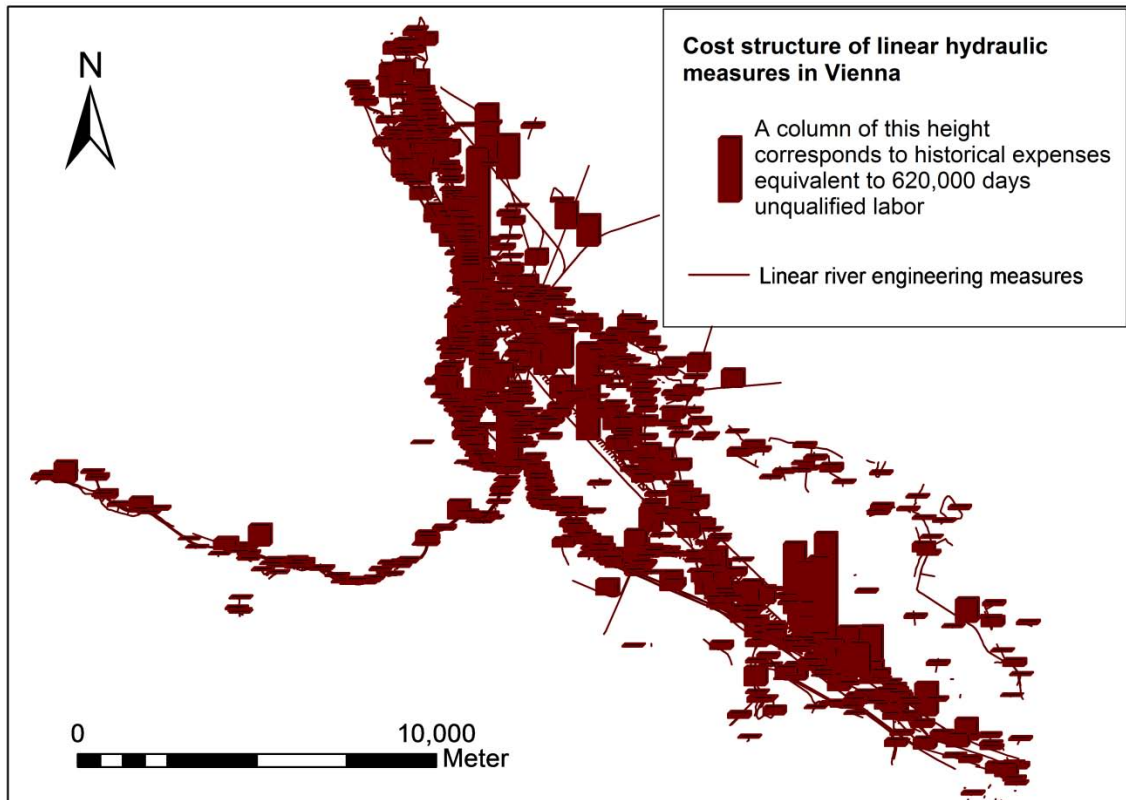 N
Cost structure of linear hydraulic
measures in Vienna
A column of this height
corresponds to historical expenses
equivalent to 620,000 days
unqualified labor
Linear river engineering measures
0 10,000
Meter